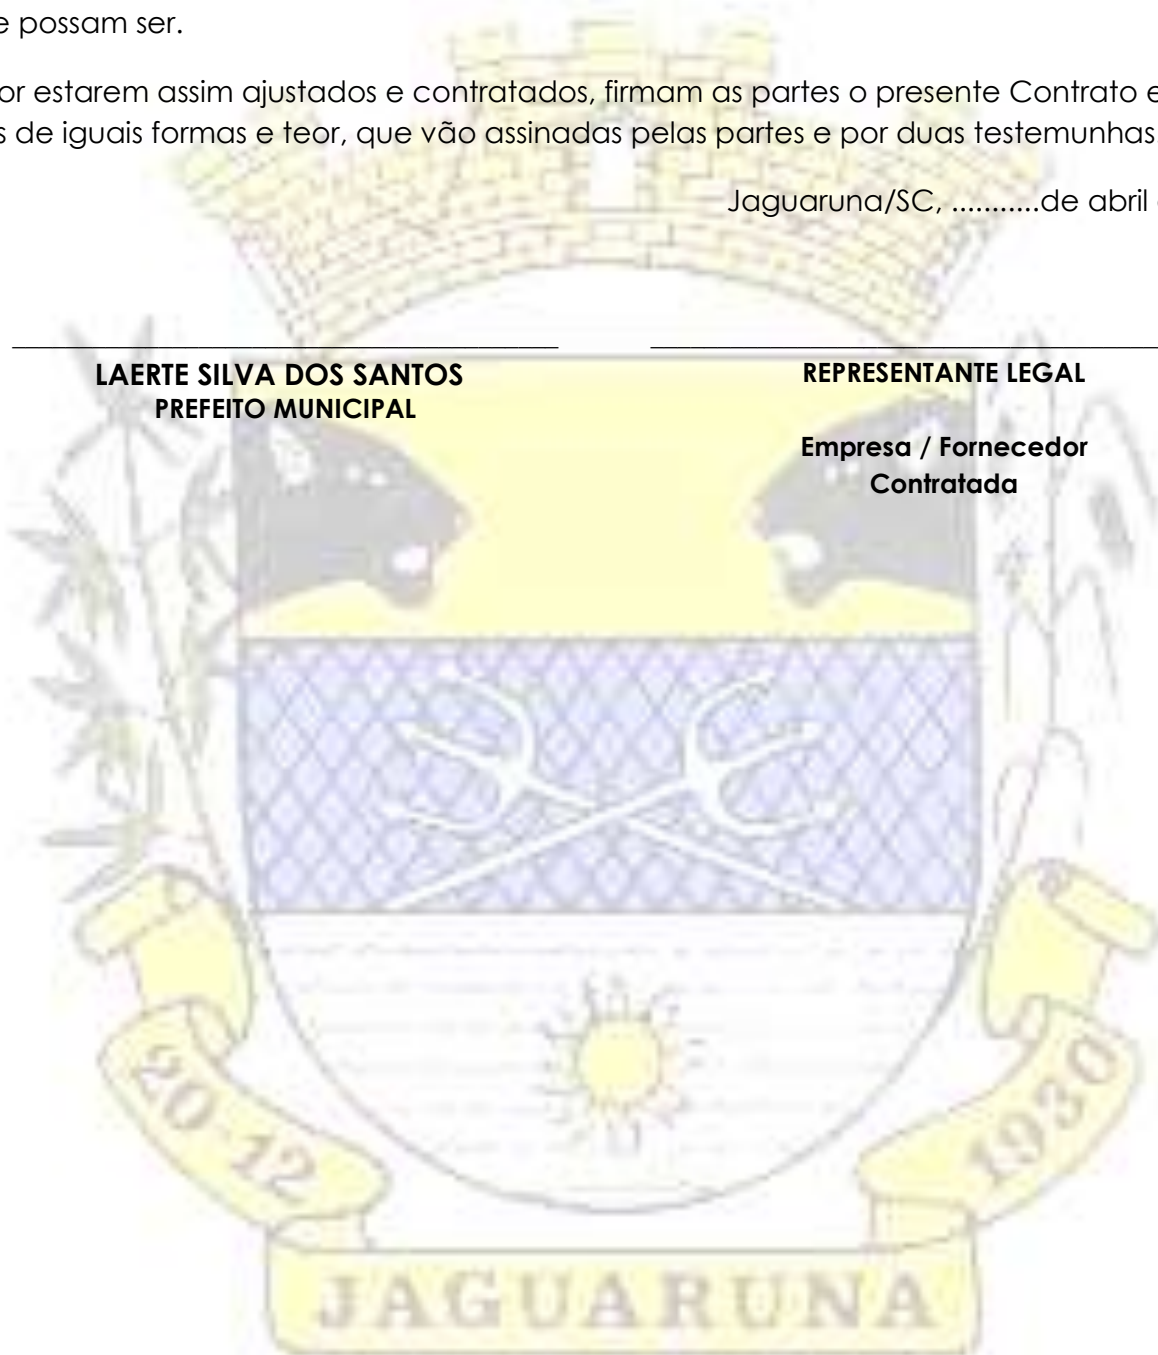 e possam ser.
or estarem assim ajustados e contratados, firmam as partes o presente Contrato e
s de iguais formas e teor, que vão assinadas pelas partes e por duas testemunhas
Jaguaruna/SC, ...........de abril
LAERTE SILVA DOS SANTOS
PREFEITO MUNICIPAL
REPRESENTANTE LEGAL
Empresa / Fornecedor
Contratada
20-12
1930
JAGUARUNA